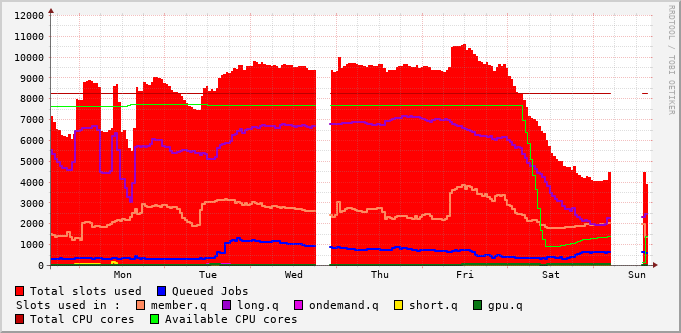 12000
11000
10000
9000
8000
7000
6000
5000
4000
3000
2000
1000
0
Mon Tue Wed Thu Fri Sat Sun
RRDTOOL / TOBI OETIKER
Total slots used Queued Jobs
Slots used in : member.q long.q ondemand.q short.q gpu.q
Total CPU cores Available CPU cores